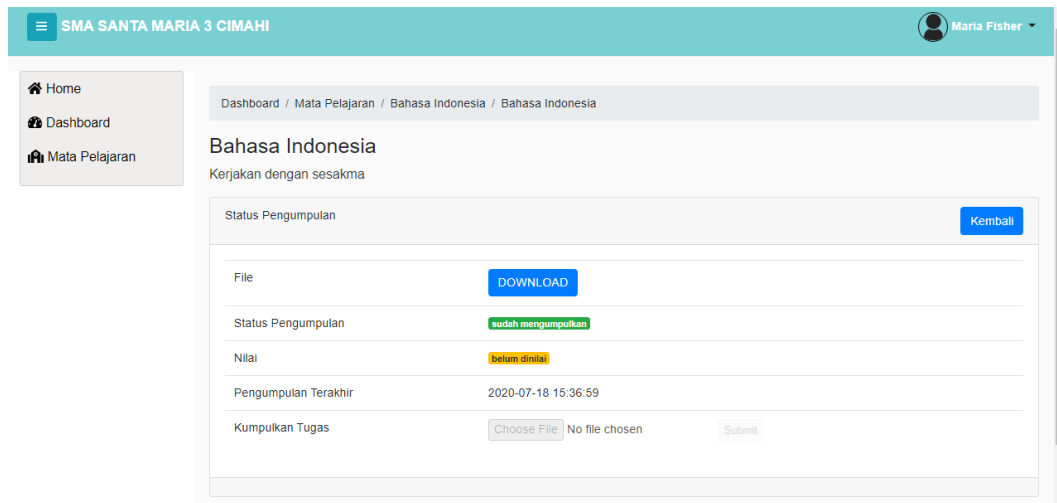 SMA SANTA MARIA 3 CIMAHI
Maria Fisher
Home
Dashboard
Mata Pelajaran
Dashboard / Mata Pelajaran / Bahasa Indonesia / Bahasa Indonesia
Bahasa Indonesia
Kerjakan dengan sesakma
Status Pengumpulan
Kembali
File
DOWNLOAD
Status Pengumpulan
sudah mengumpulkan
Nilai
belum dinilai
Pengumpulan Terakhir
2020-07-18 15:36:59
Kumpulkan Tugas
Choose File No file chosen
Submit